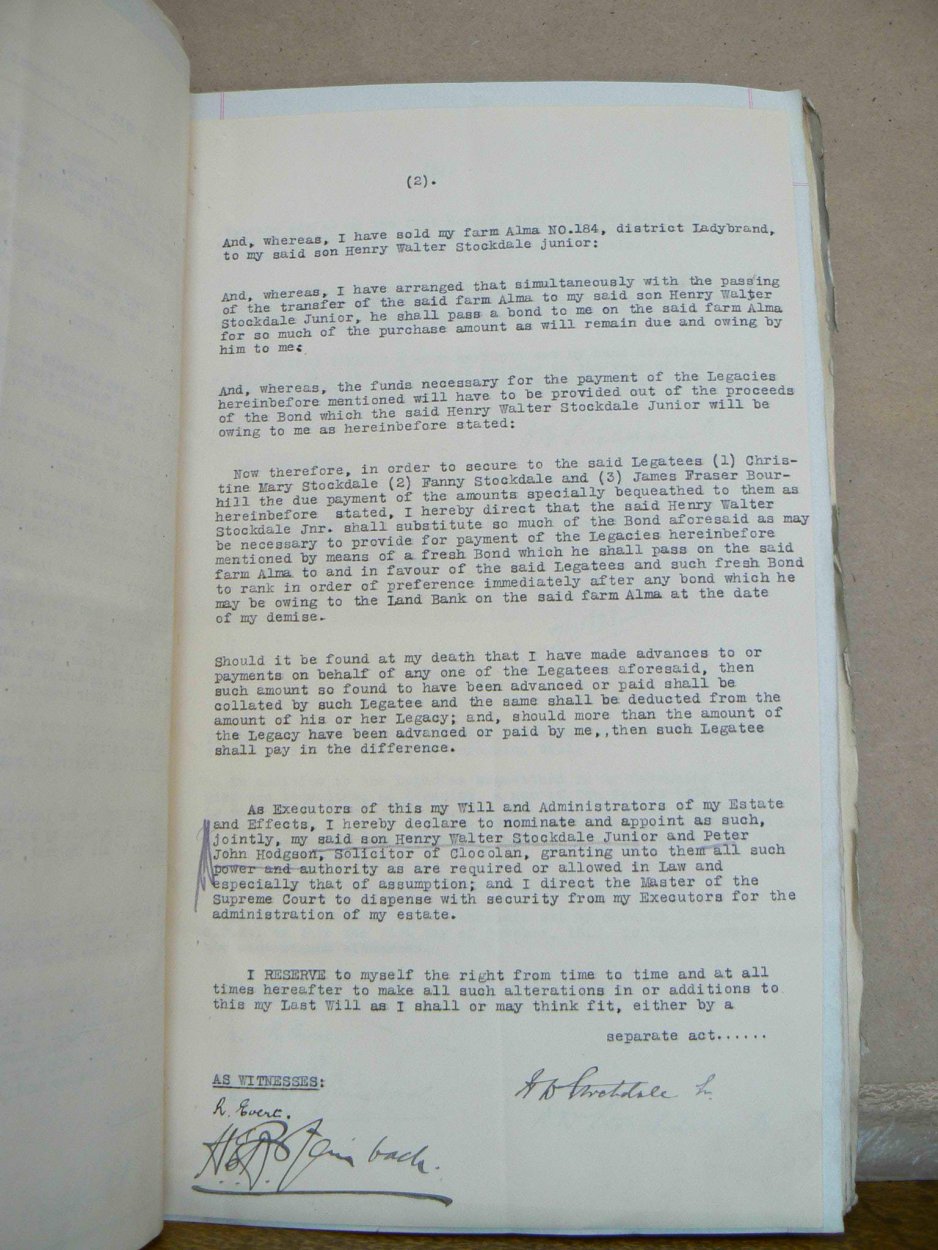 (2).
And, whereas, I have sold my farm Alma NO.184, district Ladybrand,
to my said son Henry Walter Stockdale junior:
And, whereas, I have arranged that simultaneously with the passing
of the transfer of the said farm Alma to my said son Henry Walter
Stockdale Junior, he shall pass a bond to me on the said farm Alma
for so much of the purchase amount as will remain due and owing by
him to me:
And, whereas, the funds necessary for the payment of the Legacies
hereinbefore mentioned will have to be provided out of the proceeds
of the Bond which the said Henry Walter Stockdale Junior will be
owing to me as hereinbefore stated:
Now therefore, in order to secure to the said Legatees (1) Chris-
tine Mary Stockdale (2) Fanny Stockdale and (3) James Fraser Bour-
hill the due payment of the amounts specially bequeathed to them as
hereinbefore stated, I hereby direct that the said Henry Walter
Stockdale Jnr. shall substitute so much of the Bond aforesaid as may
be necessary to provide for payment of the Legacies hereinbefore
mentioned by means of a fresh Bond which he shall pass on the said
farm Alma to and in favour of the said Legatees and such fresh Bond
to rank in order of preference immediately after any bond which he
may be owing to the Land Bank on the said farm Alma at the date
of my demise.
Should it be found at my death that I have made advances to or
payments on behalf of any one of the Legatees aforesaid, then
such amount so found to have been advanced or paid shall be
collated by such Legatee and the same shall be deducted from the
amount of his or her Legacy; and, should more than the amount of
the Legacy have been advanced or paid by me,,then such Legatee
shall pay in the difference.
As Executors of this my Will and Administrators of my Estate
and Effects, I hereby declare to nominate and appoint as such,
jointly, my said son Henry Walter Stockdale Junior and Peter
John Hodgson, Solicitor of Clocolan, granting unto them all such
power and authority as are required or allowed in Law and
especially that of assumption; and I direct the Master of the
Supreme Court to dispense with security from my Executors for the
administration of my estate.
I RESERVE to myself the right from time to time and at all
times hereafter to make all such alterations in or additions to
this my Last Will as I shall or may think fit, either by a
separate act......
AS WITNESSES:
Stockdale